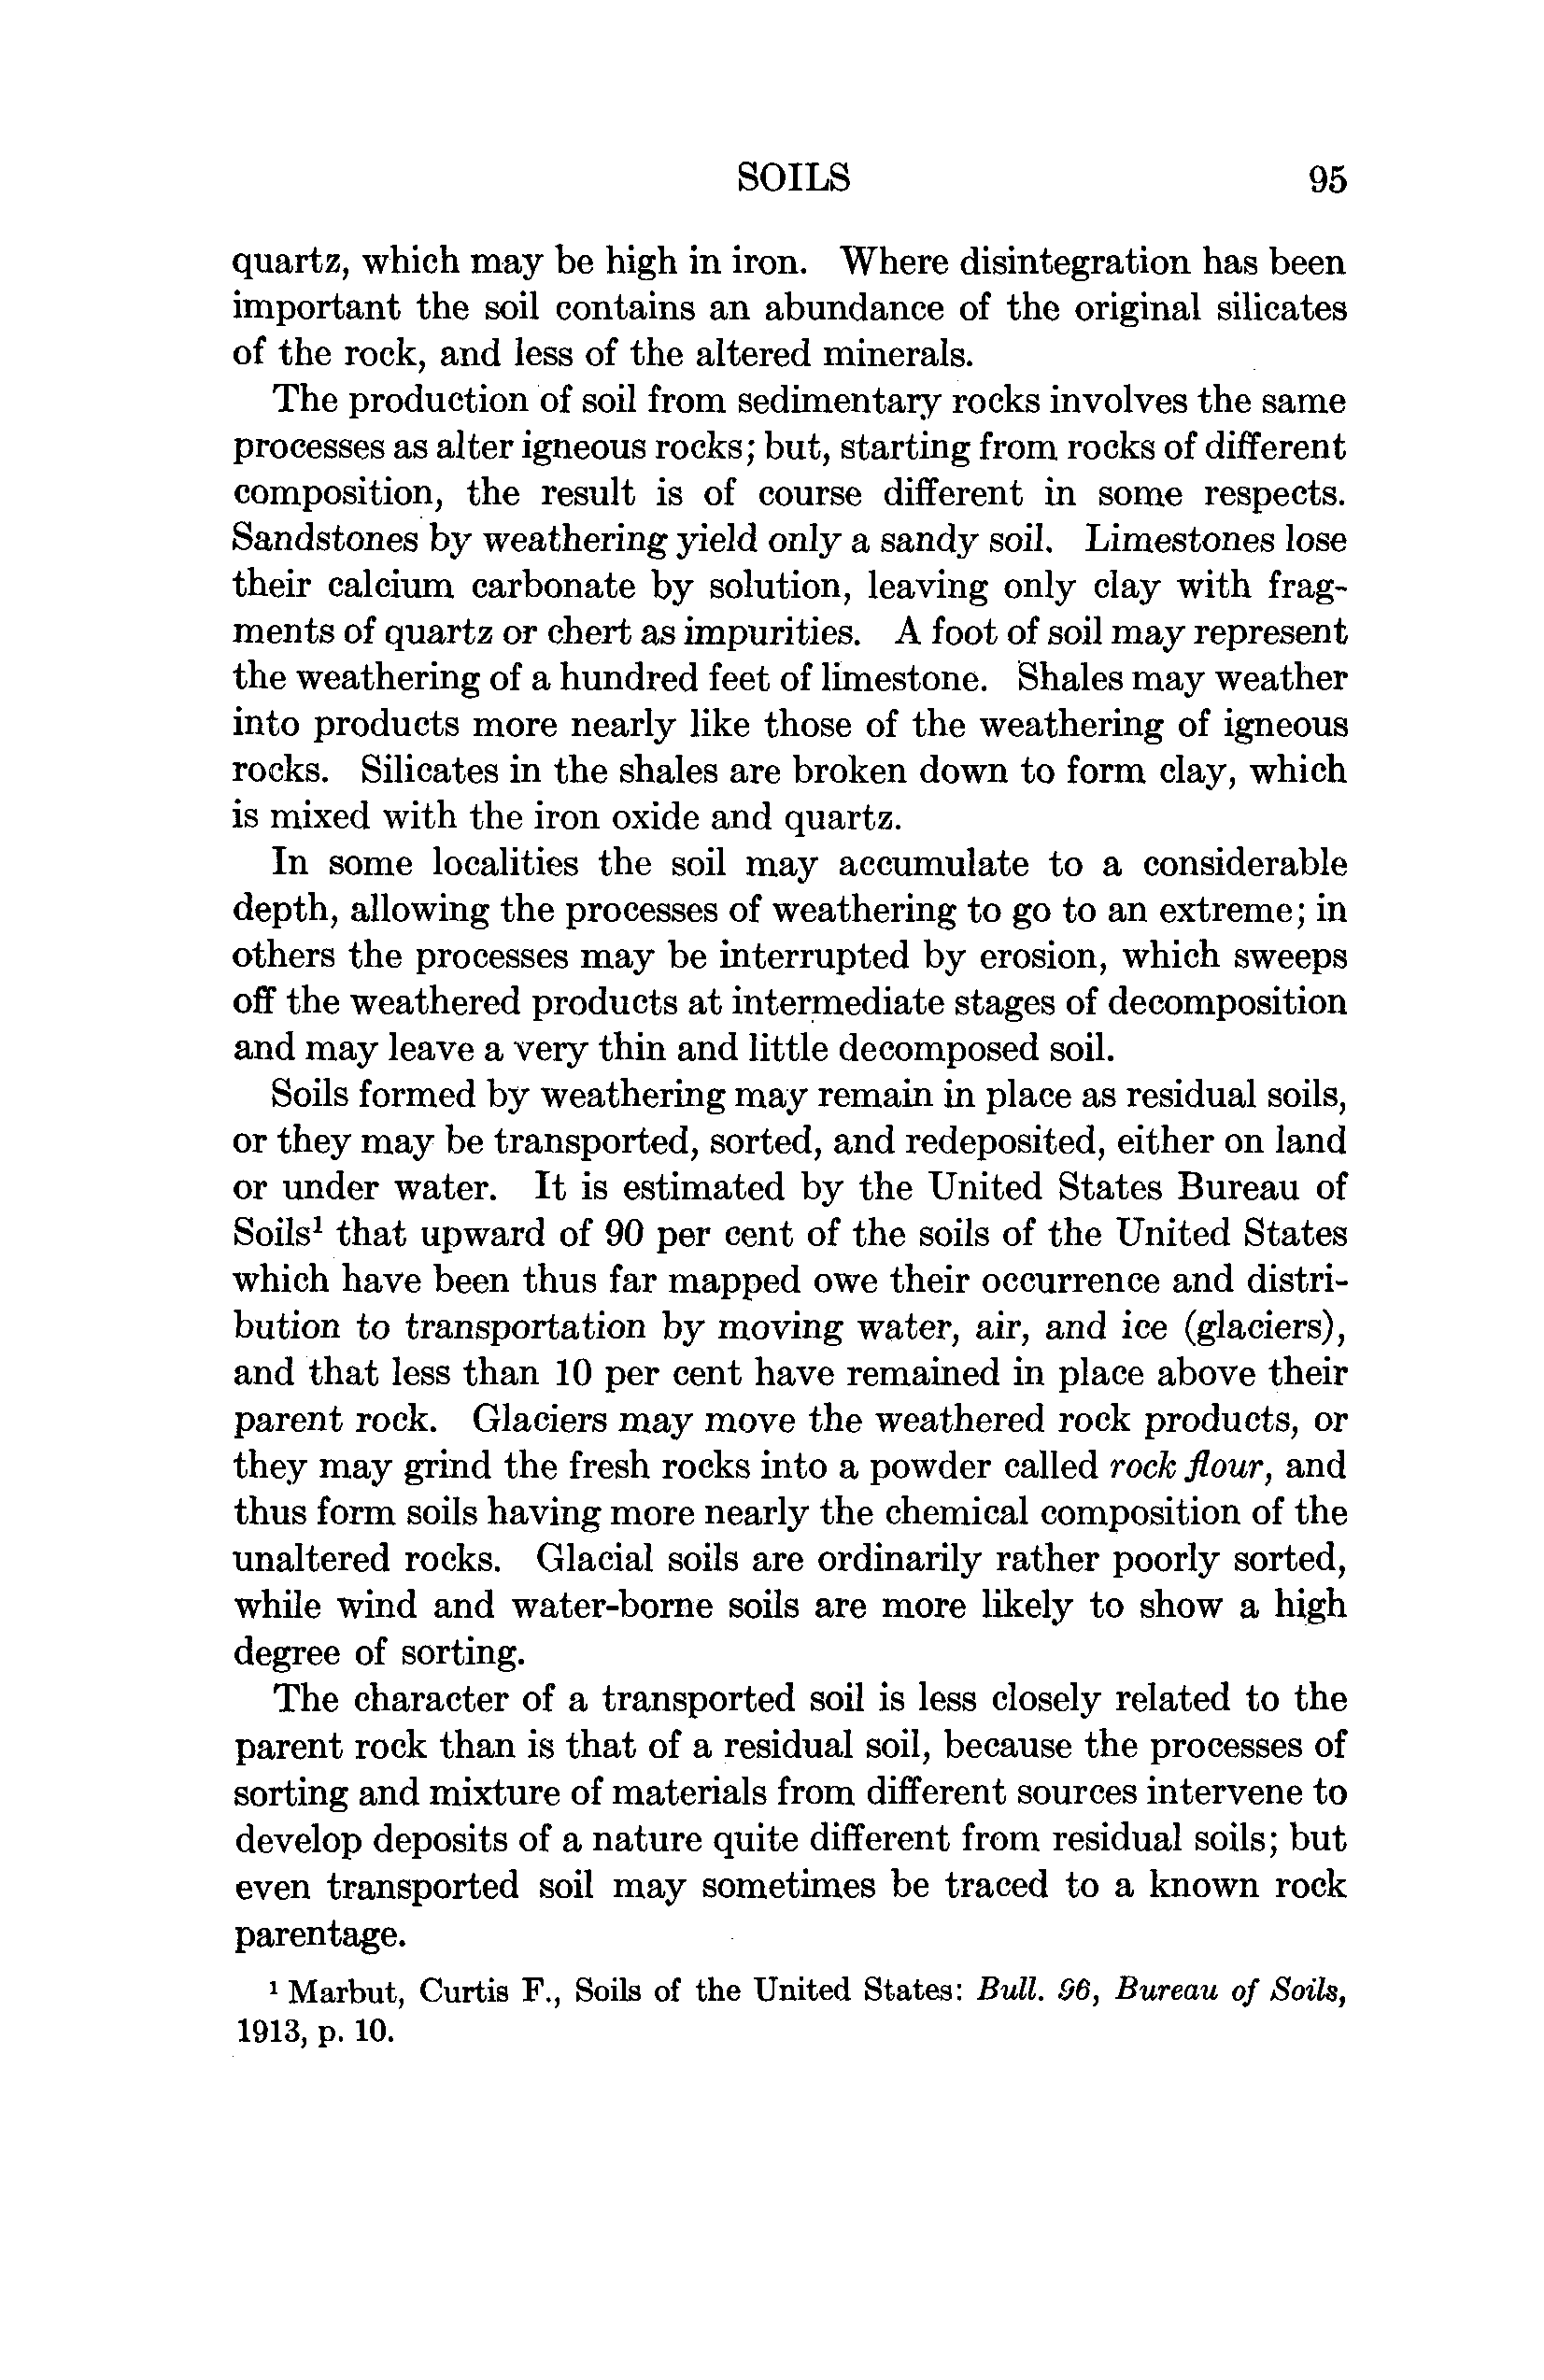 SOILS 95
quartz, which may be high in iron. Where disintegration has been
important the soil contains an abundance of the original silicates
of the rock, and less of the altered minerals.
The production of soil from sedimentary rocks involves the same
processes as alter igneous rocks; but, starting from rocks of different
composition, the result is of course different in some respects.
Sandstones by weathering yield only a sandy soil. Limestones lose
their calcium carbonate by solution, leaving only clay with frag-
ments of quartz or chert as impurities. A foot of soil may represent
the weathering of a hundred feet of limestone. Shales may weather
into products more nearly like those of the weathering of igneous
rocks. Silicates in the shales are broken down to form clay, which
is mixed with the iron oxide and quartz.
In some localities the soil may accumulate to a considerable
depth, allowing the processes of weathering to go to an extreme; in
others the processes may be interrupted by erosion, which sweeps
off the weathered products at intermediate stages of decomposition
and may leave a very thin and little decomposed soil.
Soils formed by weathering may remain in place as residual soils,
or they may be transported, sorted, and redeposited, either on land
or under water. It is estimated by the United States Bureau of
Soils¹ that upward of 90 per cent of the soils of the United States
which have been thus far mapped owe their occurrence and distri-
bution to transportation by moving water, air, and ice (glaciers),
and that less than 10 per cent have remained in place above their
parent rock. Glaciers may move the weathered rock products, or
they may grind the fresh rocks into a powder called rock flour, and
thus form soils having more nearly the chemical composition of the
unaltered rocks. Glacial soils are ordinarily rather poorly sorted,
while wind and water-borne soils are more likely to show a high
degree of sorting.
The character of a transported soil is less closely related to the
parent rock than is that of a residual soil, because the processes of
sorting and mixture of materials from different sources intervene to
develop deposits of a nature quite different from residual soils; but
even transported soil may sometimes be traced to a known rock
parentage.
¹ Marbut, Curtis F., Soils of the United States: Bull. 96, Bureau of Soils,
1913, p. 10.